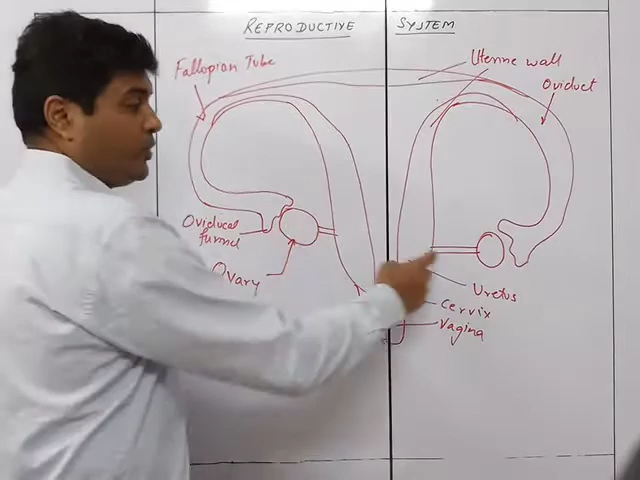 REPRODUCTIVE SYSTEM
Fallopian Tube
Uterine wall
Oviduct
Oviducal
funnel
Ovary
Uretus
Cervix
Vagina